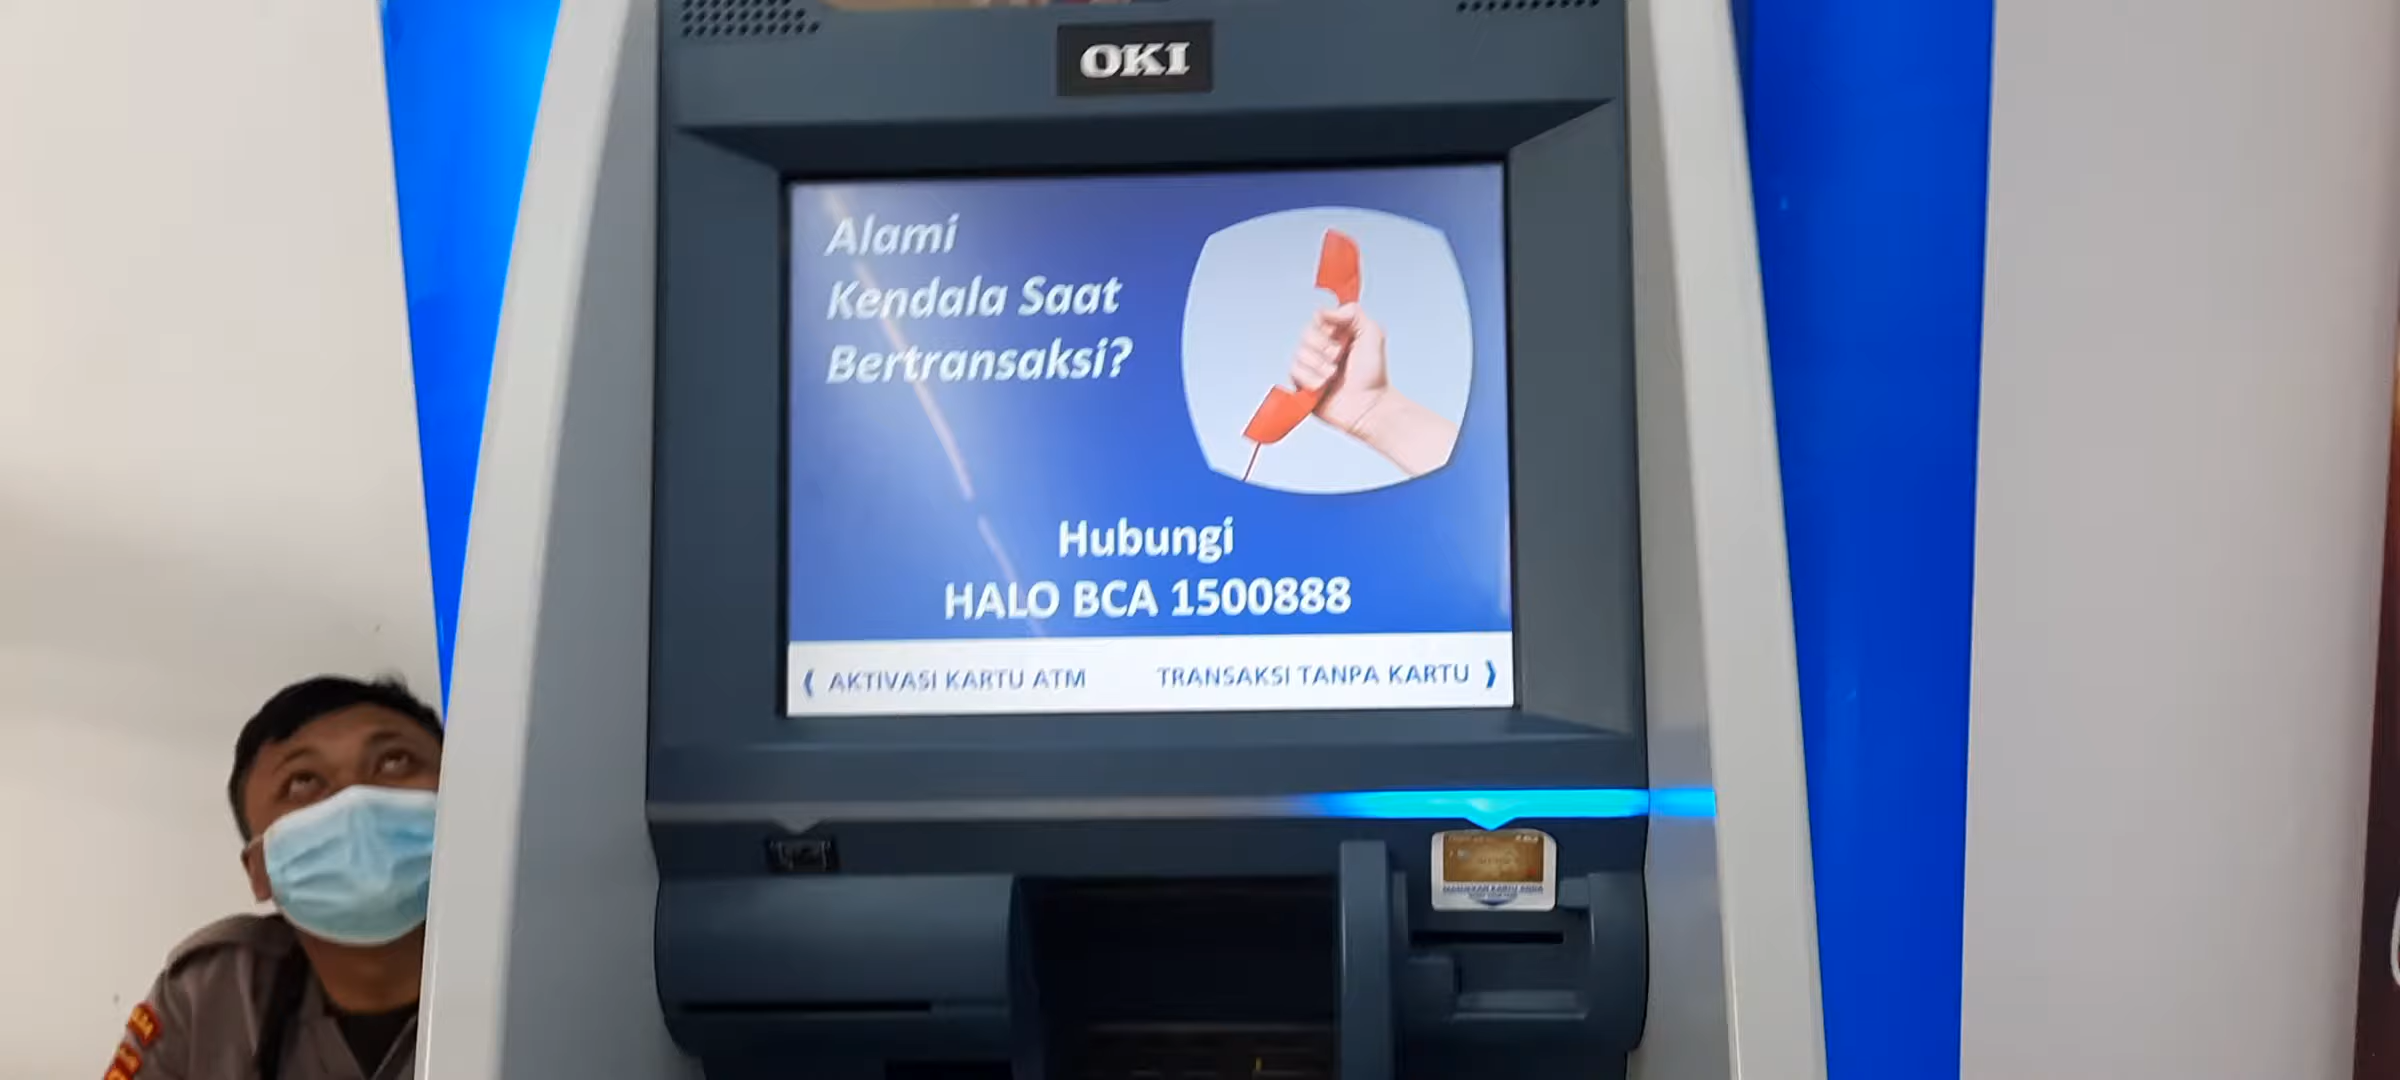 OKI
Alami
Kendala Saat
Bertransaksi?
Hubungi
HALO BCA 1500888
AKTIVASI KARTU ATM
TRANSAKSI TANPA KARTU